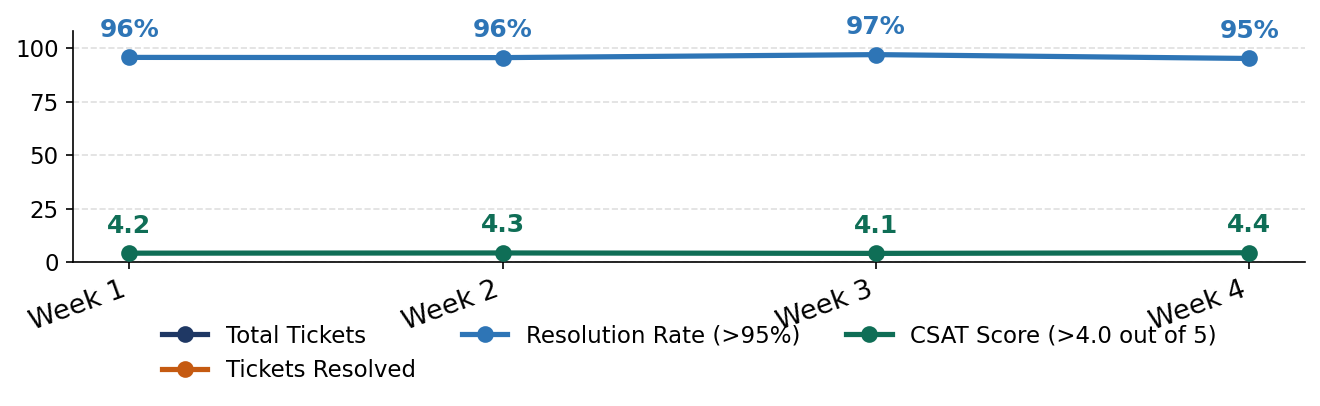 96% 96% 97% 95%
100
75
50
25
4.2 4.3 4.1 4.4
0
Week 1 Week 2 Week 3 Week 4
Total Tickets Resolution Rate (>95%) CSAT Score (>4.0 out of 5)
Tickets Resolved